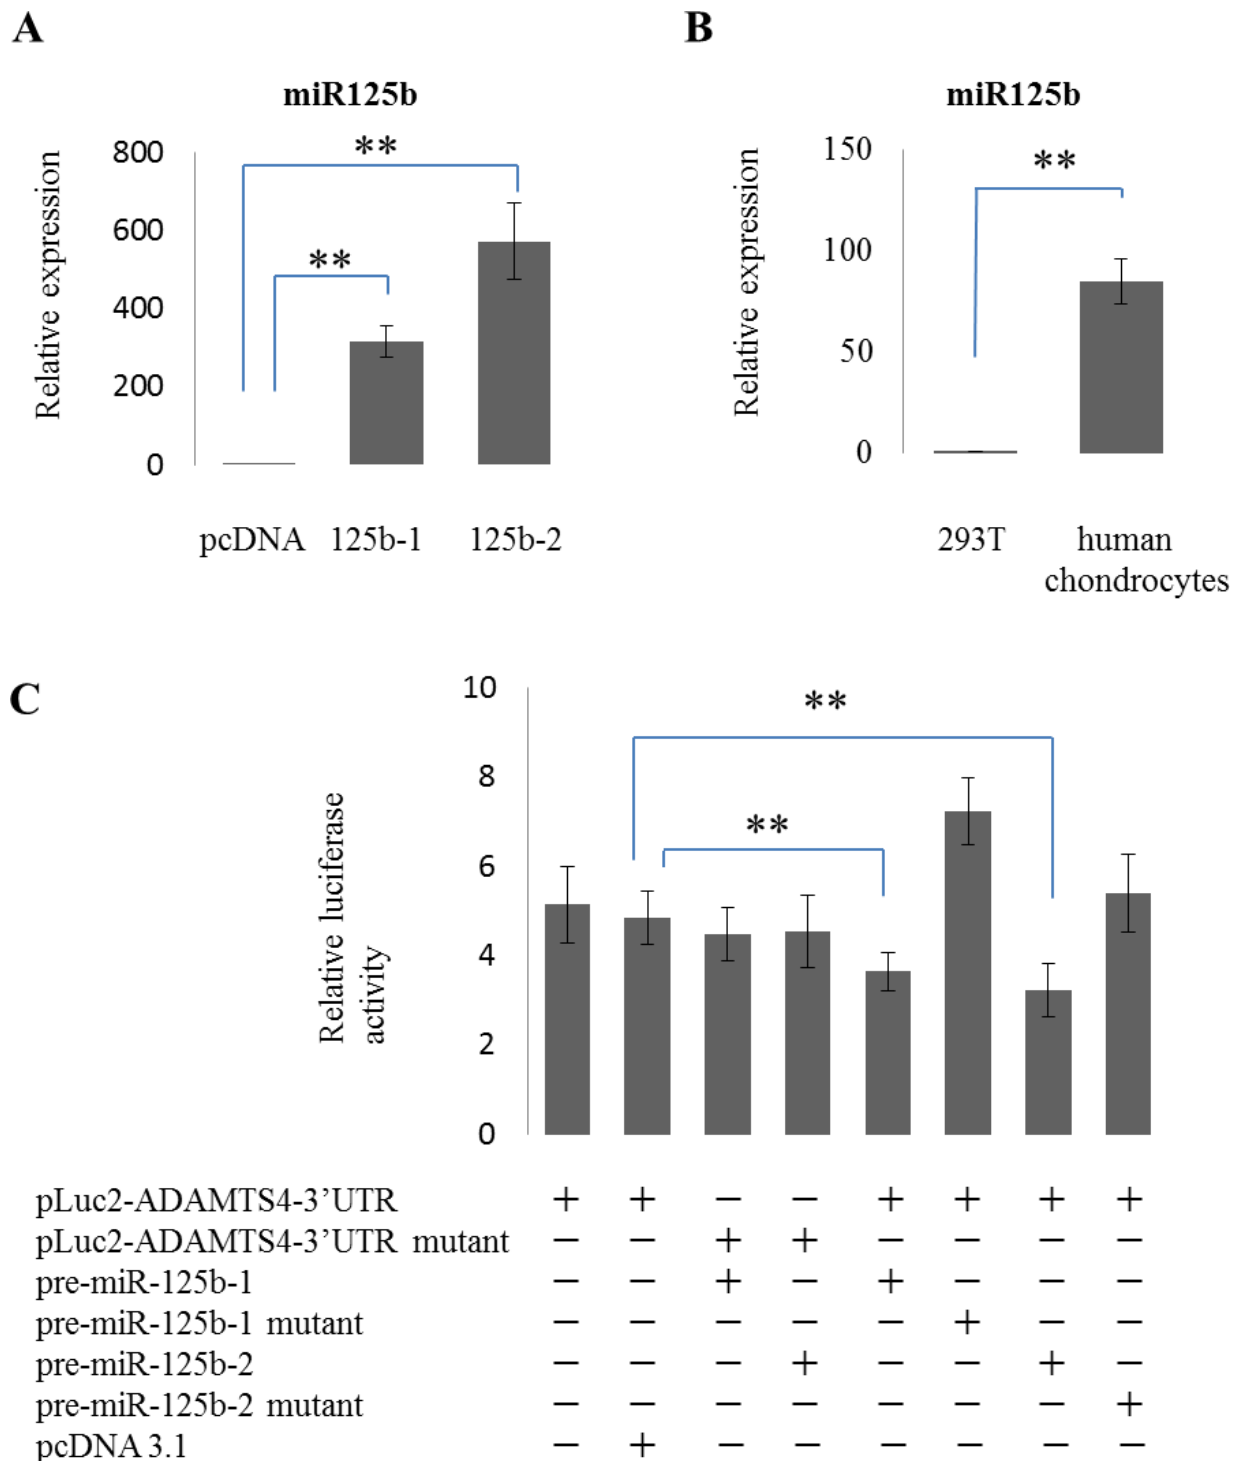 A
miR125b
Relative expression
800
600
400
200
0
**
**
pcDNA 125b-1 125b-2
B
miR125b
Relative expression
150
100
50
0
**
293T human
chondrocytes
C
Relative luciferase
activity
10
8
6
4
2
0
**
**
pLuc2-ADAMTS4-3’UTR + + − − + + + +
pLuc2-ADAMTS4-3’UTR mutant − − + + − − − −
pre-miR-125b-1 − − + − + − − −
pre-miR-125b-1 mutant − − − − − + − −
pre-miR-125b-2 − − − + − − + −
pre-miR-125b-2 mutant − − − − − − − +
pcDNA 3.1 − + − − − − − −